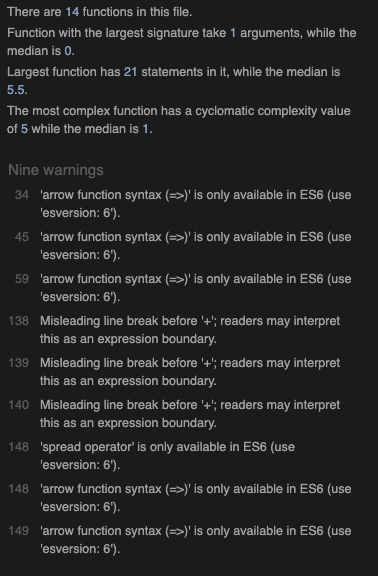 There are 14 functions in this file.
Function with the largest signature take 1 arguments, while the
median is 0.
Largest function has 21 statements in it, while the median is
5.5.
The most complex function has a cyclomatic complexity value
of 5 while the median is 1.
Nine warnings
34 'arrow function syntax (=>)' is only available in ES6 (use
'esversion: 6').
45 'arrow function syntax (=>)' is only available in ES6 (use
'esversion: 6').
59 'arrow function syntax (=>)' is only available in ES6 (use
'esversion: 6').
138 Misleading line break before '+'; readers may interpret
this as an expression boundary.
139 Misleading line break before '+'; readers may interpret
this as an expression boundary.
140 Misleading line break before '+'; readers may interpret
this as an expression boundary.
148 'spread operator' is only available in ES6 (use
'esversion: 6').
148 'arrow function syntax (=>)' is only available in ES6 (use
'esversion: 6').
149 'arrow function syntax (=>)' is only available in ES6 (use
'esversion: 6').